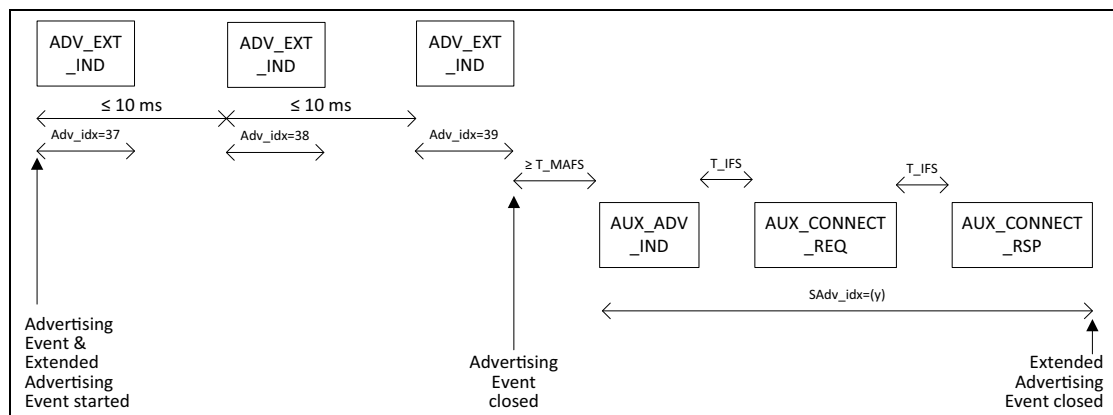 ADV_EXT
_IND
ADV_EXT
_IND
ADV_EXT
_IND
≤ 10 ms
≤ 10 ms
Adv_idx=37
Adv_idx=38
Adv_idx=39
≥ T_MAFS
T_IFS
T_IFS
AUX_ADV
_IND
AUX_CONNECT
_REQ
AUX_CONNECT
_RSP
SAdv_idx=(y)
Advertising
Event &
Extended
Advertising
Event started
Advertising
Event
closed
Extended
Advertising
Event closed